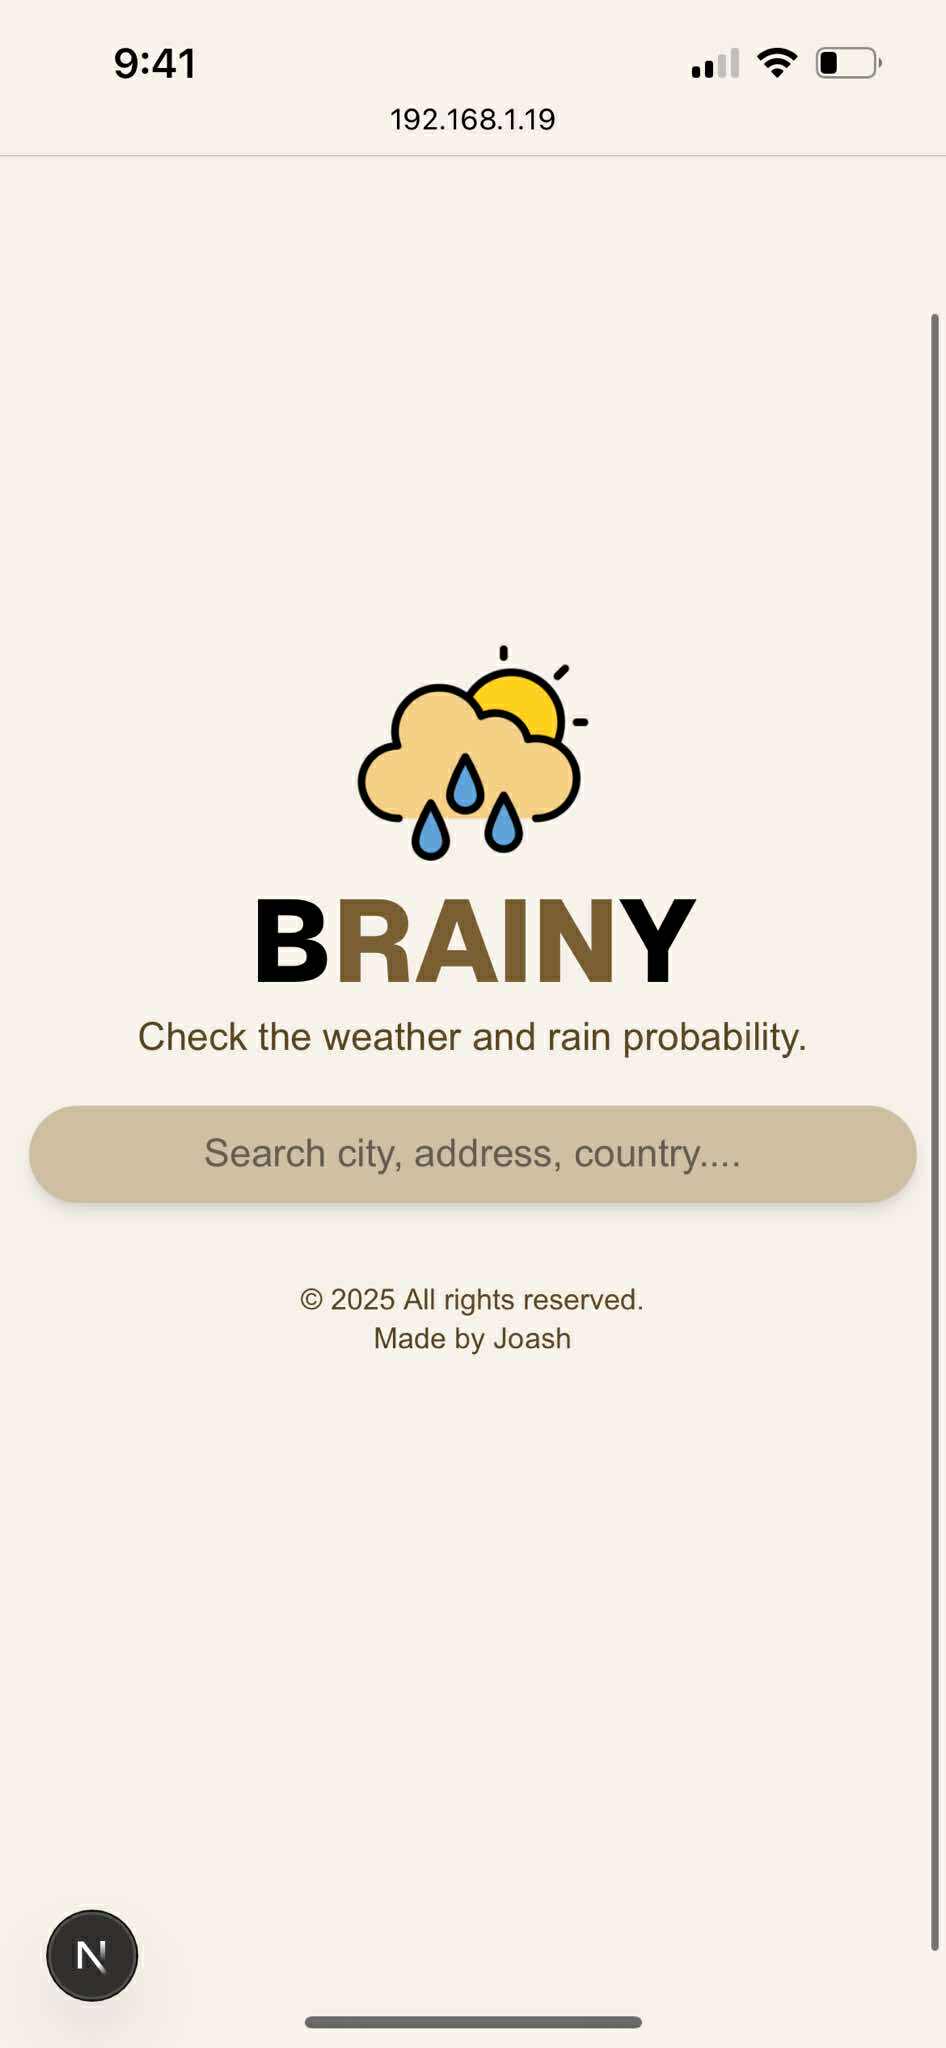 9:41
192.168.1.19
BRAINY
Check the weather and rain probability.
Search city, address, country....
© 2025 All rights reserved.
Made by Joash
N